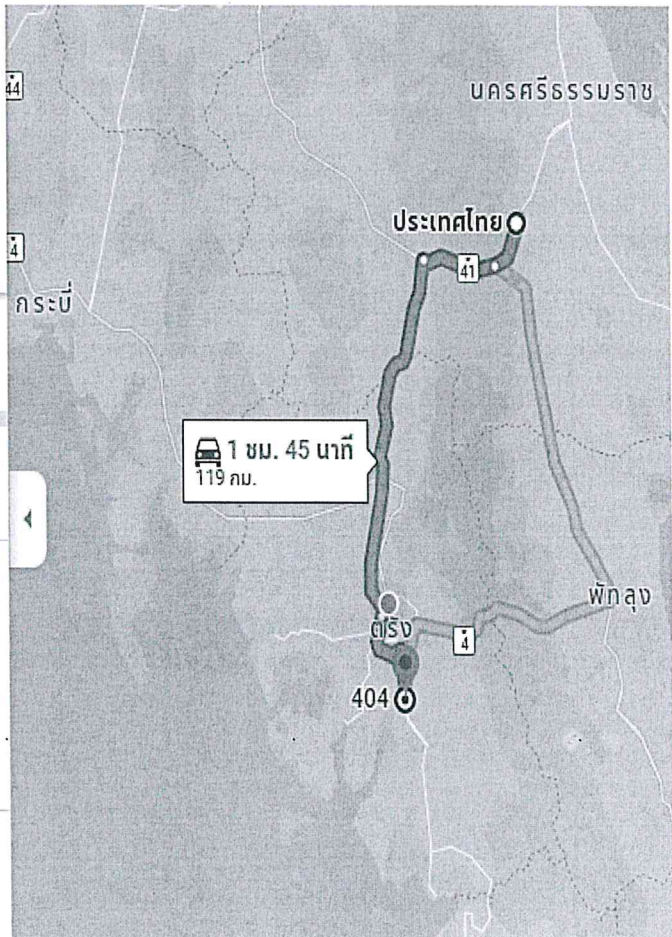 44
นครศรีธรรมราช
ประเทศไทย
41
4
กระบี่
1 ชม. 45 นาที
119 กม.
พัทลุง
ตรัง
4
404